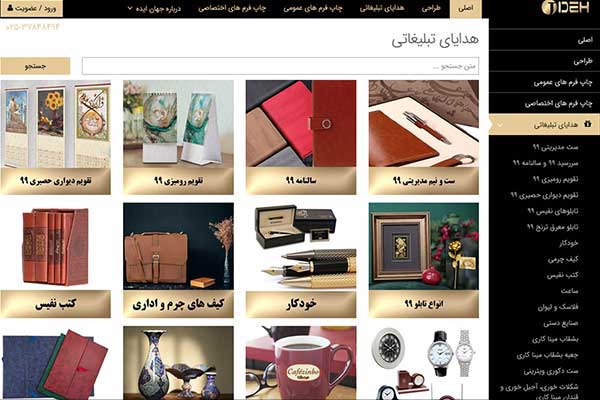 IDEH
اصلی
طراحی
هدایای تبلیغاتی
چاپ فرم های عمومی
چاپ فرم های اختصاصی
درباره جهان ایده
ورود / عضویت
۰۲۵-۳۷۸۴۸۴۹۴
هدایای تبلیغاتی
متن جستجو ...
جستجو
ست و نیم ست مدیریتی ۹۹
سالنامه ۹۹
تقویم رومیزی ۹۹
تقویم دیواری حصیری ۹۹
انواع تابلو ۹۹
خودکار
کیف های چرم و اداری
کتب نفیس
Cafézinho
اصلی
طراحی
چاپ فرم های عمومی
چاپ فرم های اختصاصی
هدایای تبلیغاتی
ست مدیریتی ۹۹
سررسید ۹۹ و سالنامه ۹۹
تقویم رومیزی ۹۹
تقویم دیواری حصیری ۹۹
تابلوهای نفیس ۹۹
تابلو معرق ترنج ۹۹
خودکار
کیف چرمی
کتب نفیس
ساعت
فلاسک و لیوان
صنایع دستی
بشقاب مینا کاری
جعبه بشقاب مینا کاری
ست دکوری ویترینی
شکلات خوری، آجیل خوری و
قندان مینا کاری